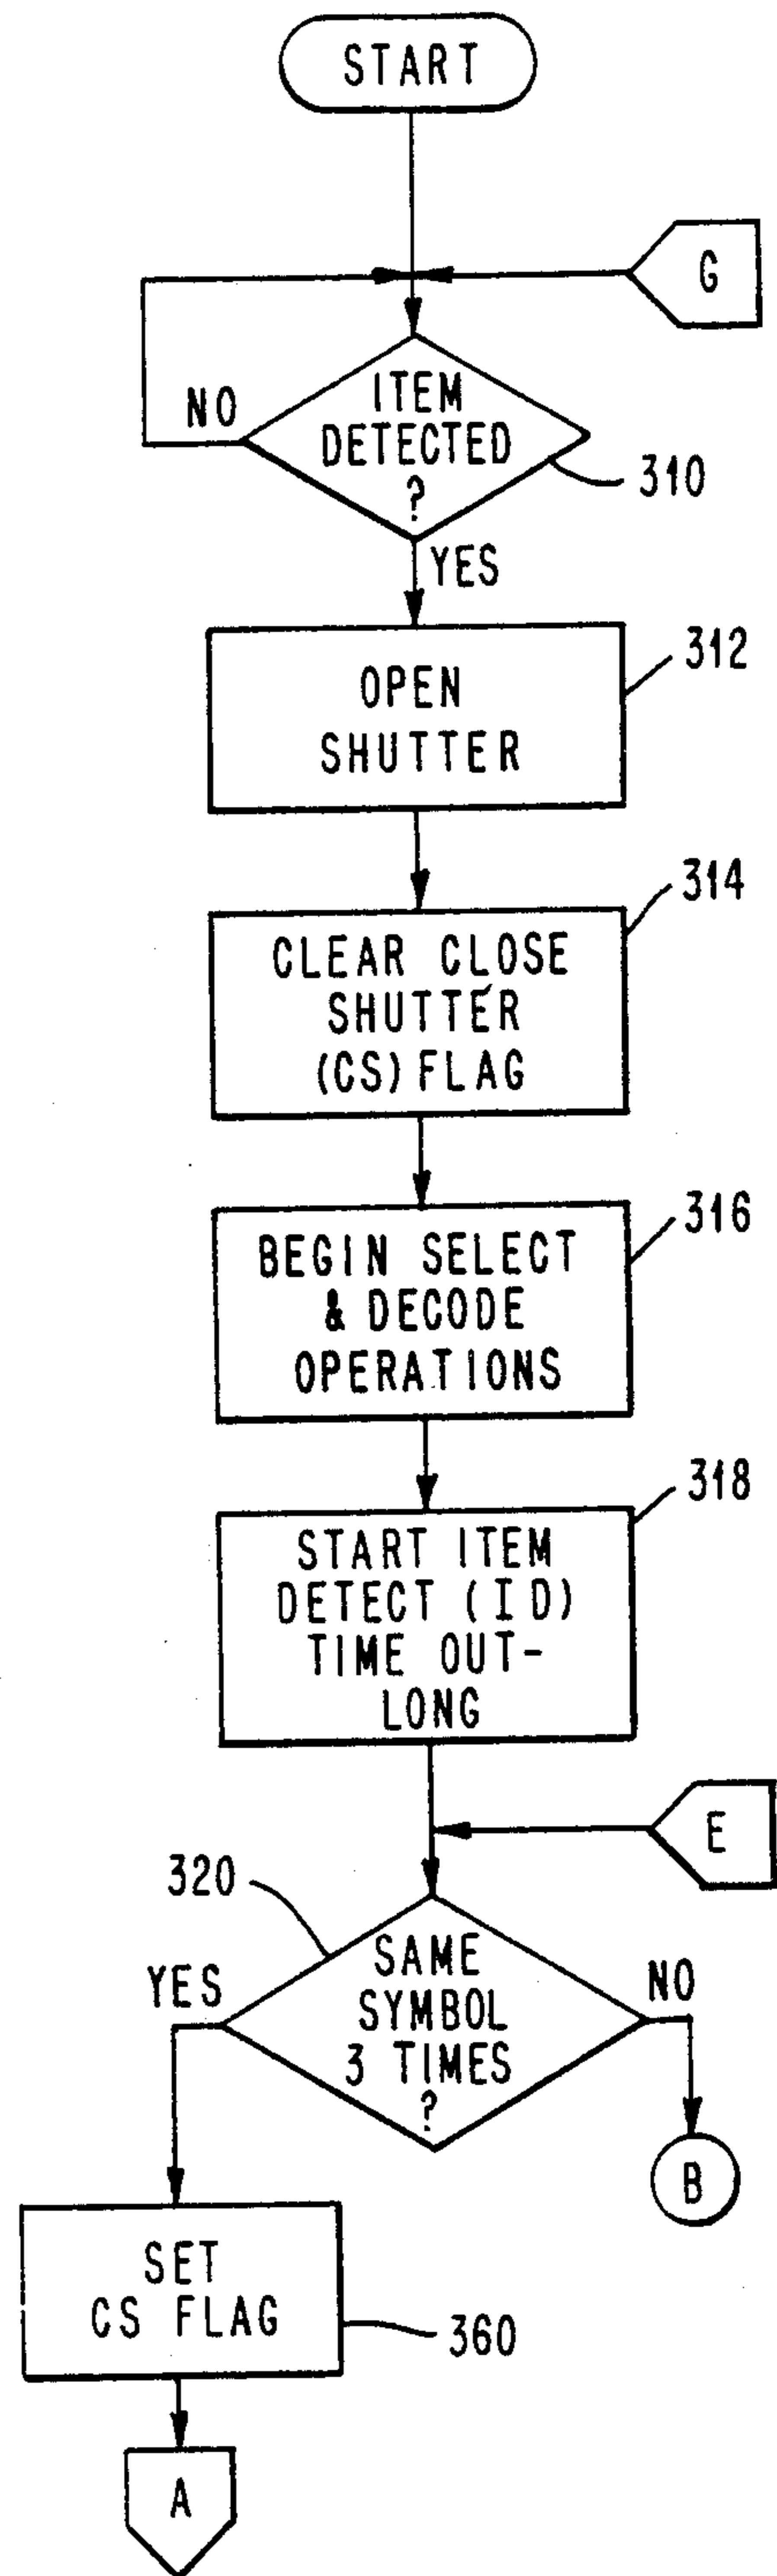 START
G
NO
ITEM
DETECTED
?
310
YES
312
OPEN
SHUTTER
314
CLEAR CLOSE
SHUTTER
(CS) FLAG
316
BEGIN SELECT
& DECODE
OPERATIONS
318
START ITEM
DETECT (ID)
TIME OUT-
LONG
E
320
YES
SAME
SYMBOL
3 TIMES
?
NO
B
SET
CS FLAG
360
A